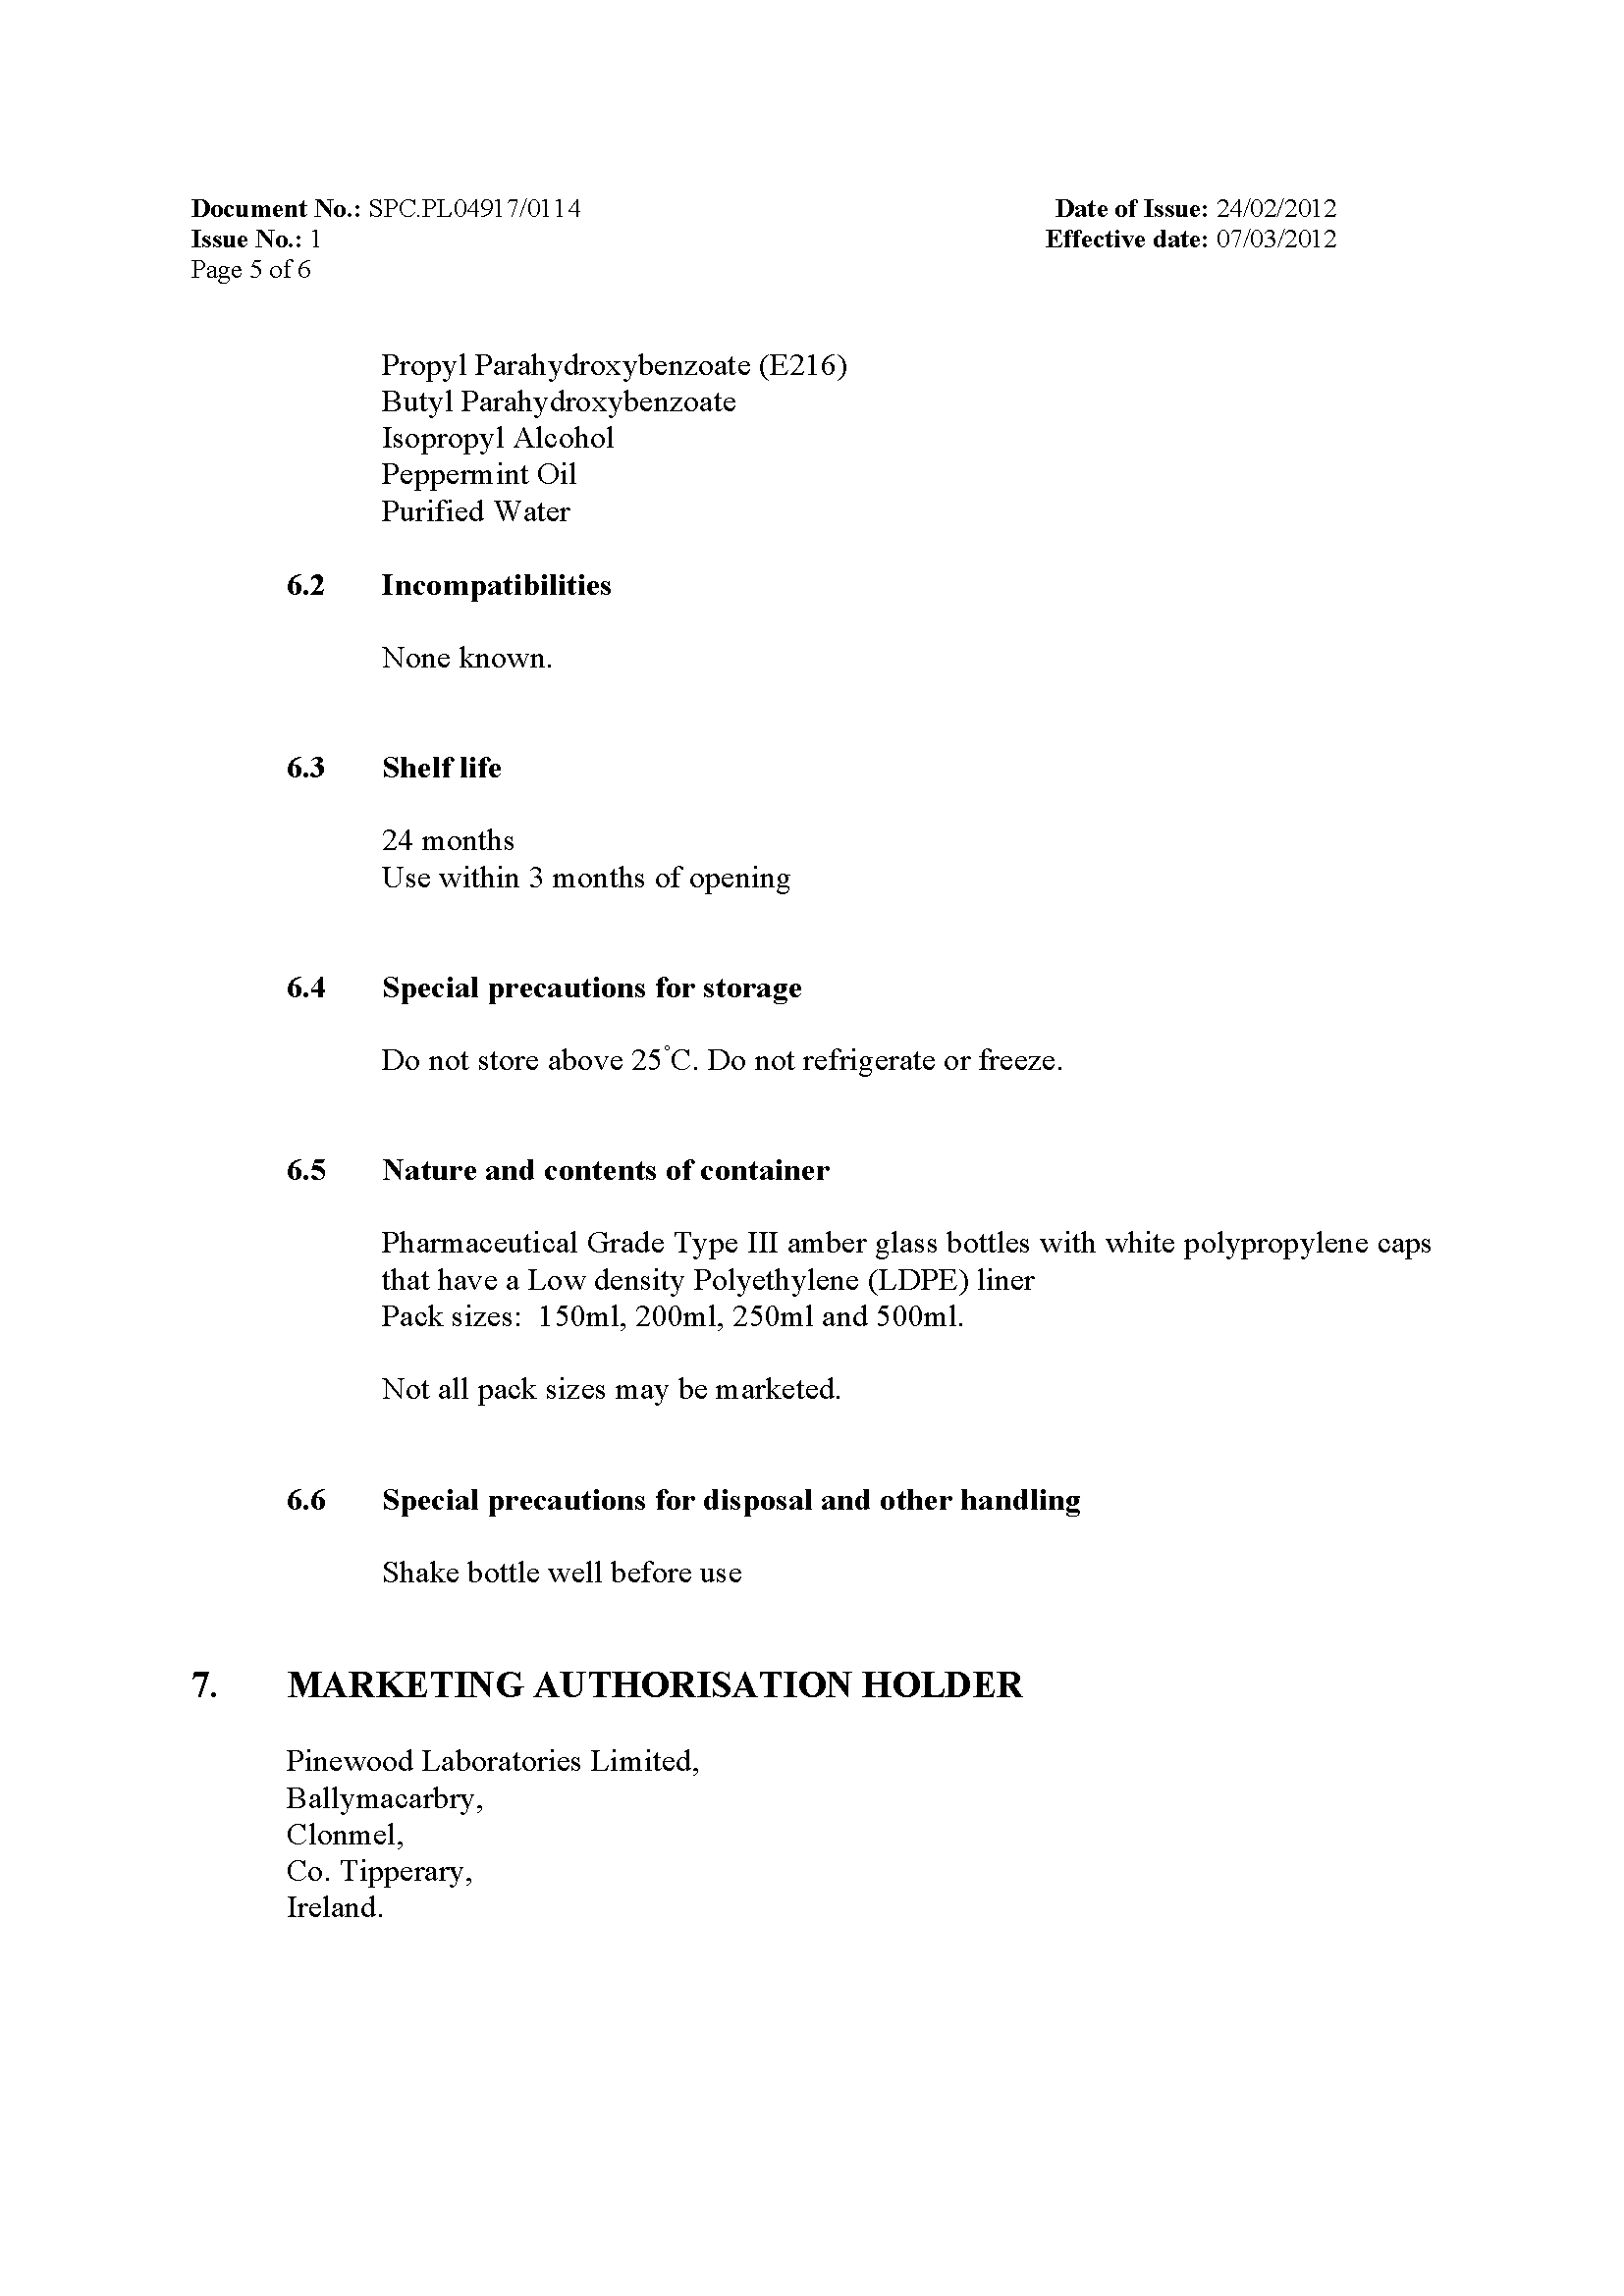 Document No.: SPC.PL04917/0114
Date of Issue: 24/02/2012
Issue No.: 1
Effective date: 07/03/2012
Page 5 of 6
Propyl Parahydroxybenzoate (E216)
Butyl Parahydroxybenzoate
Isopropyl Alcohol
Peppermint Oil
Purified Water
6.2 Incompatibilities
None known.
6.3 Shelf life
24 months
Use within 3 months of opening
6.4 Special precautions for storage
Do not store above 25°C. Do not refrigerate or freeze.
6.5 Nature and contents of container
Pharmaceutical Grade Type III amber glass bottles with white polypropylene caps
that have a Low density Polyethylene (LDPE) liner
Pack sizes: 150ml, 200ml, 250ml and 500ml.
Not all pack sizes may be marketed.
6.6 Special precautions for disposal and other handling
Shake bottle well before use
7. MARKETING AUTHORISATION HOLDER
Pinewood Laboratories Limited,
Ballymacarbry,
Clonmel,
Co. Tipperary,
Ireland.